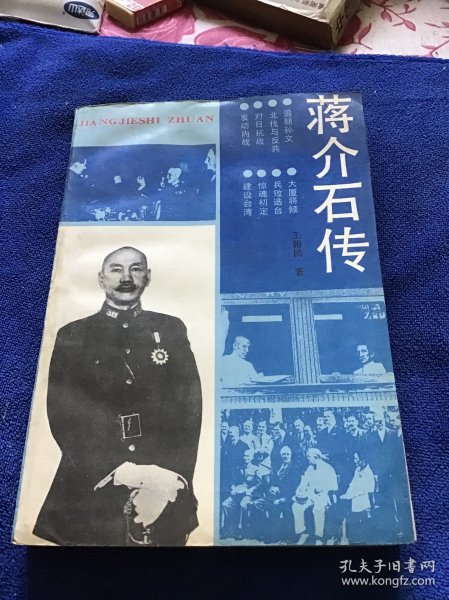 JIANGJIESHI ZHUAN
蒋介石传
追随孙文
北伐与反共
对日抗战
发动内战
大厦将倾
兵败逃台
惊魂初定
建设台湾
王俯民 著
孔夫子旧书网
www.kongfz.com